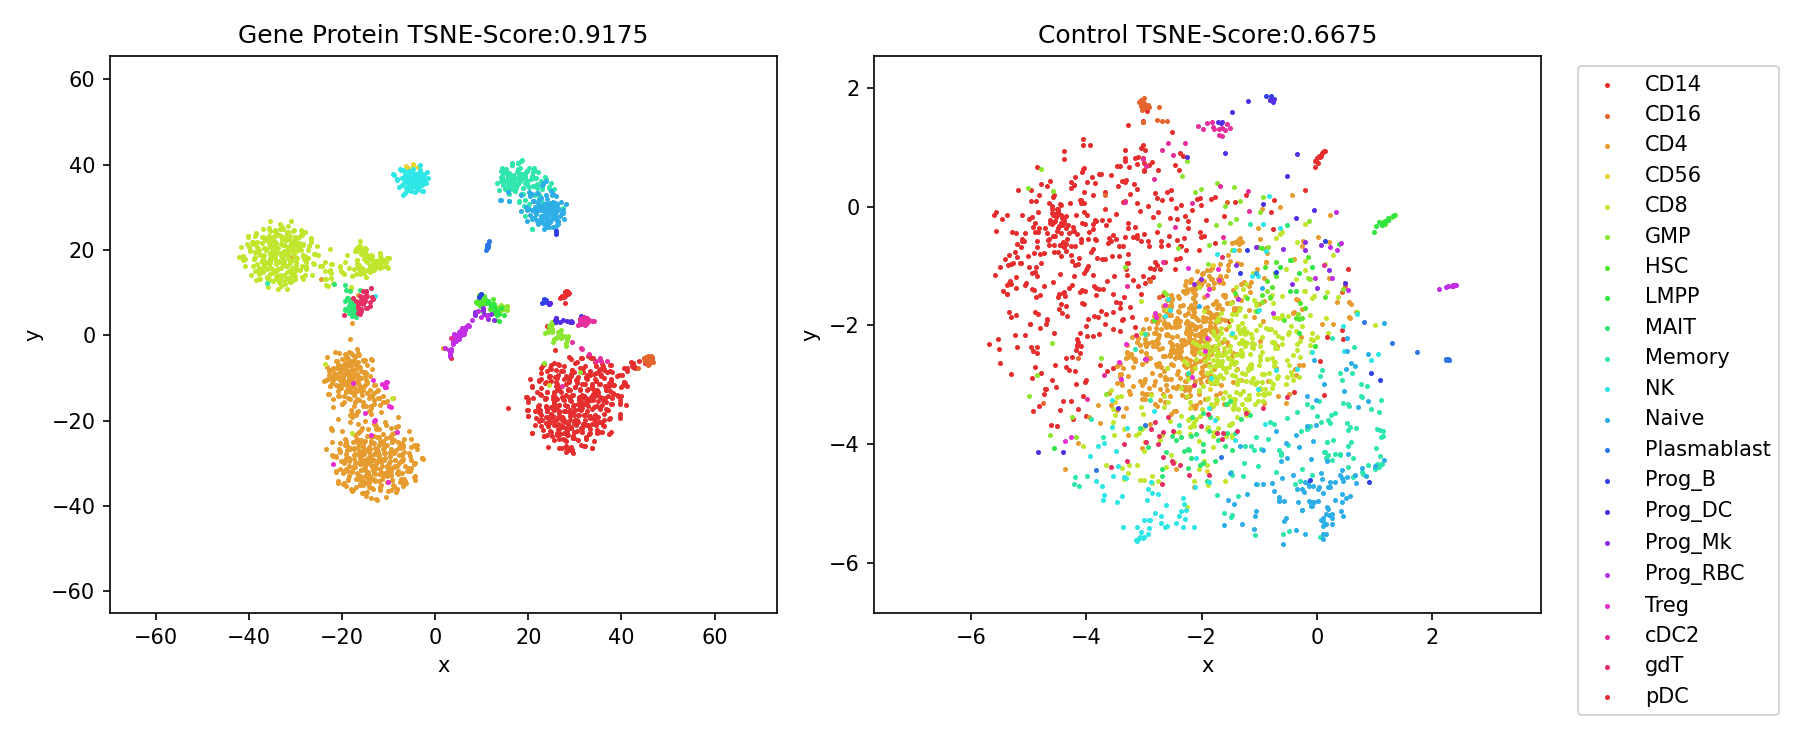 Gene Protein TSNE-Score:0.9175
60
40
20
0
−20
−40
−60
y
−60 −40 −20 0 20 40 60
x
Control TSNE-Score:0.6675
2
0
−2
−4
−6
y
−6 −4 −2 0 2
x
CD14
CD16
CD4
CD56
CD8
GMP
HSC
LMPP
MAIT
Memory
NK
Naive
Plasmablast
Prog_B
Prog_DC
Prog_Mk
Prog_RBC
Treg
cDC2
gdT
pDC